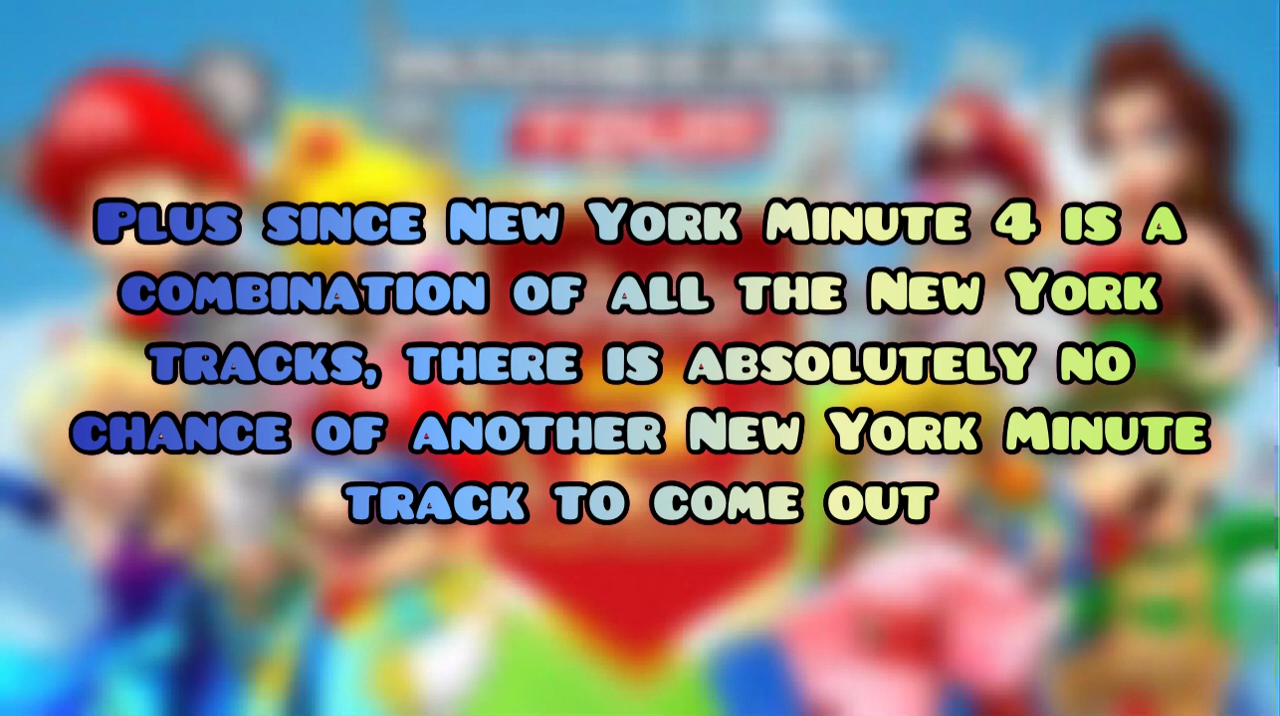 Plus since New York Minute 4 is a
combination of all the New York
tracks, there is absolutely no
chance of another New York Minute
track to come out